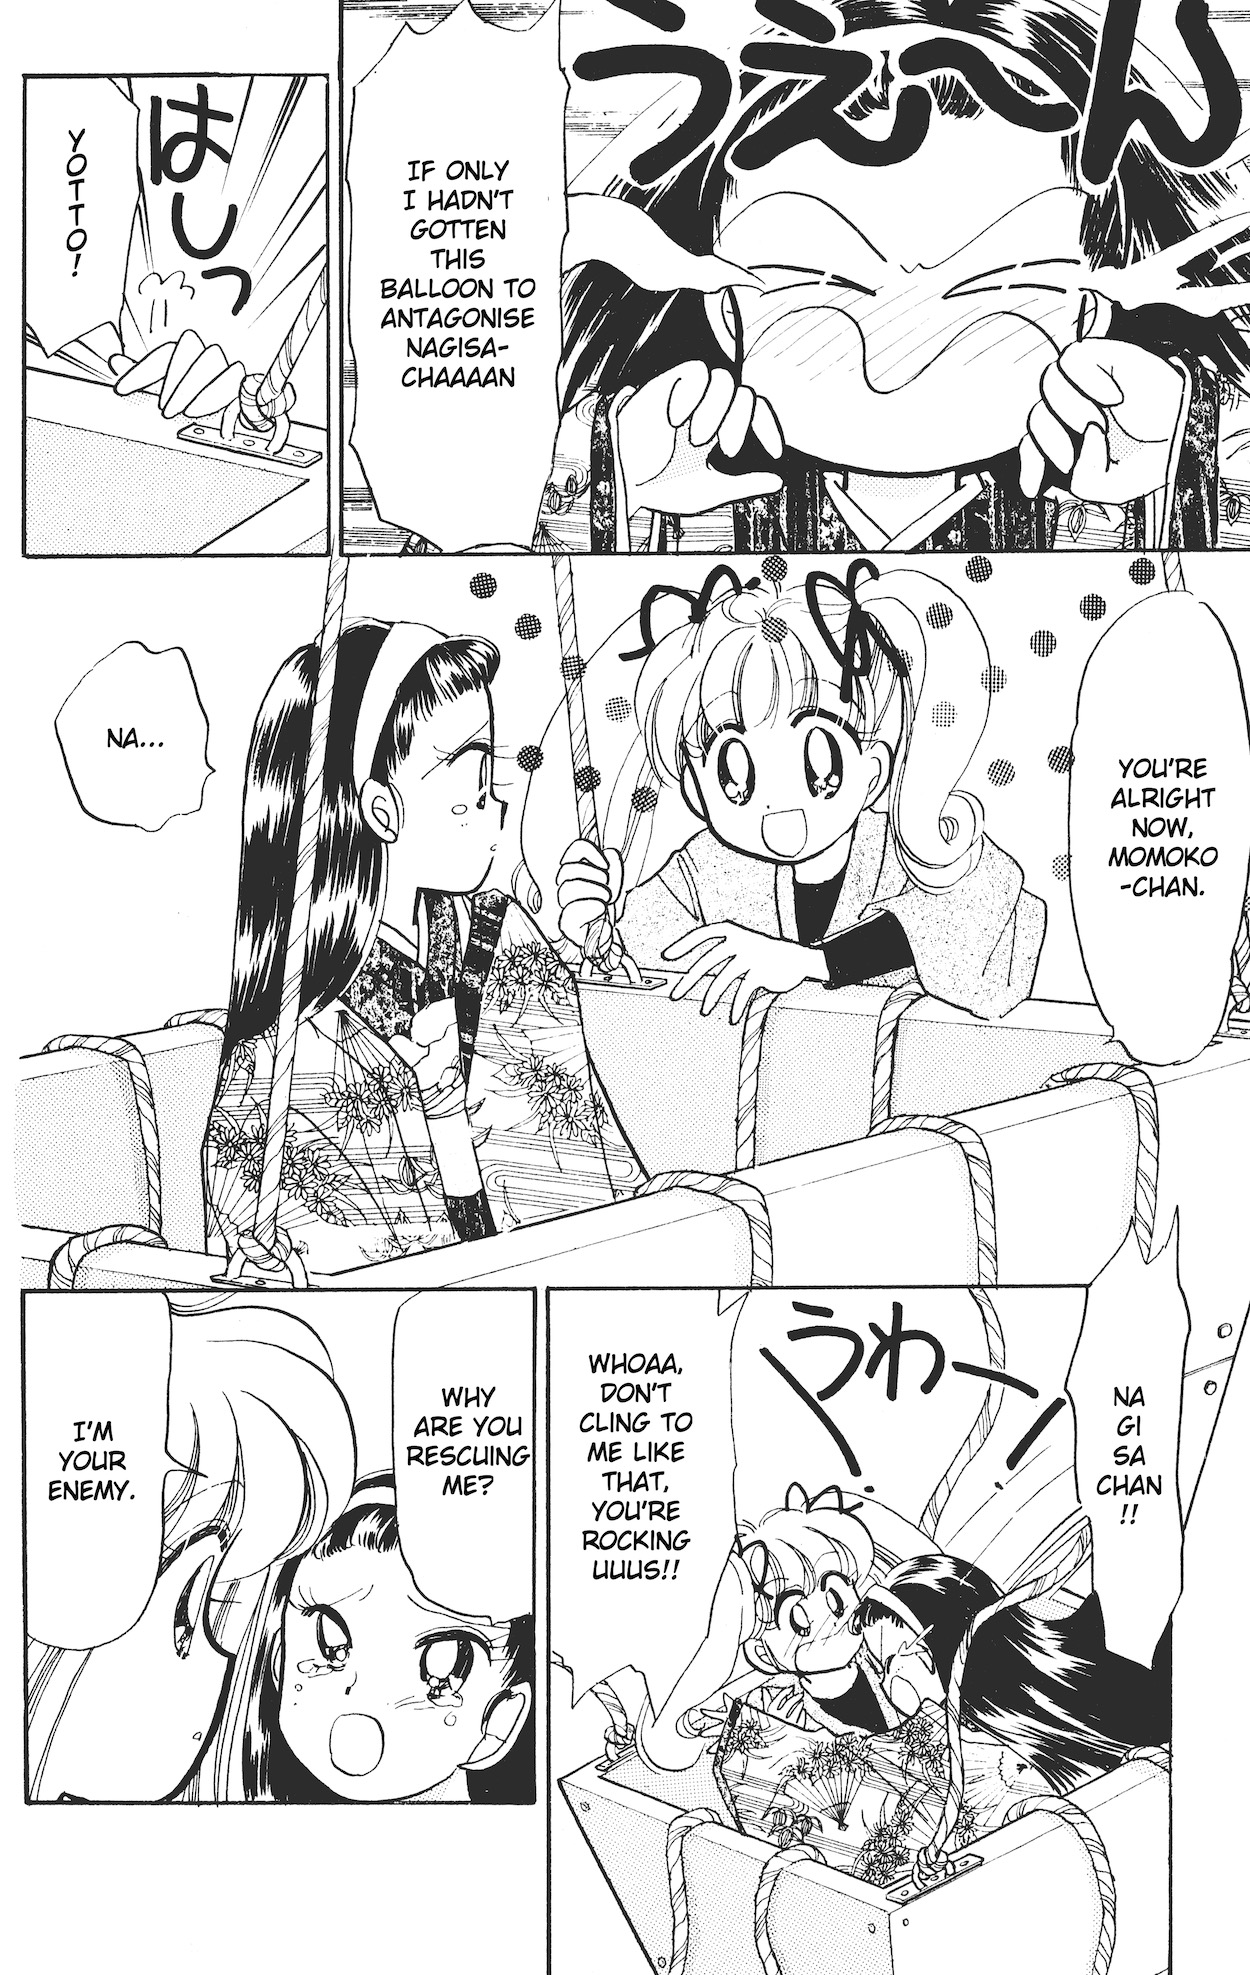 うえ〜ん
IF ONLY
I HADN'T
GOTTEN
THIS
BALLOON TO
ANTAGONISE
NAGISA-
CHAAAAN
はしっ
YOTTO!
YOU'RE
ALRIGHT
NOW,
MOMOKO
-CHAN.
NA...
NA
GI
SA
CHAN
!!
うわー
WHOAA,
DON'T
CLING TO
ME LIKE
THAT,
YOU'RE
ROCKING
UUUS!!
WHY
ARE YOU
RESCUING
ME?
I'M
YOUR
ENEMY.